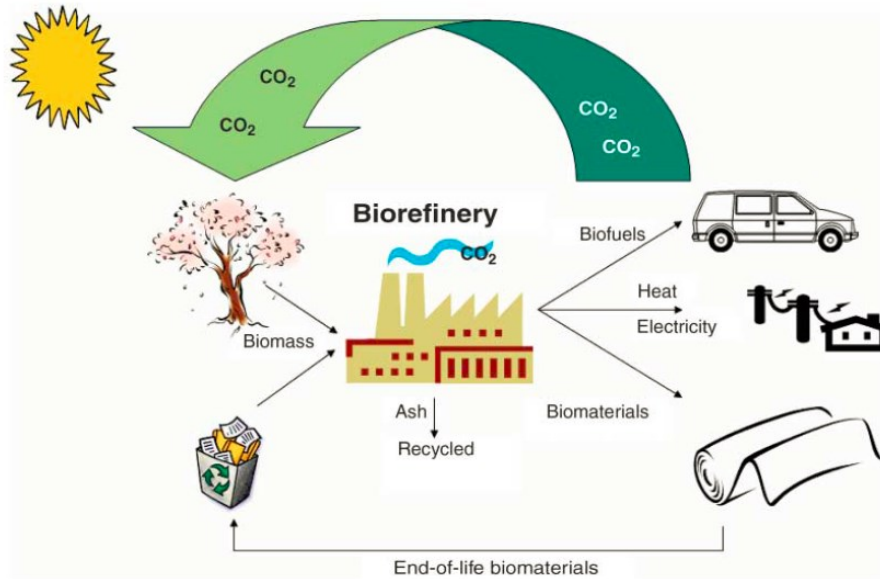 CO₂
CO₂
CO₂
CO₂
Biorefinery
CO₂
Biofuels
Heat
Electricity
Biomass
Ash
Recycled
Biomaterials
End-of-life biomaterials